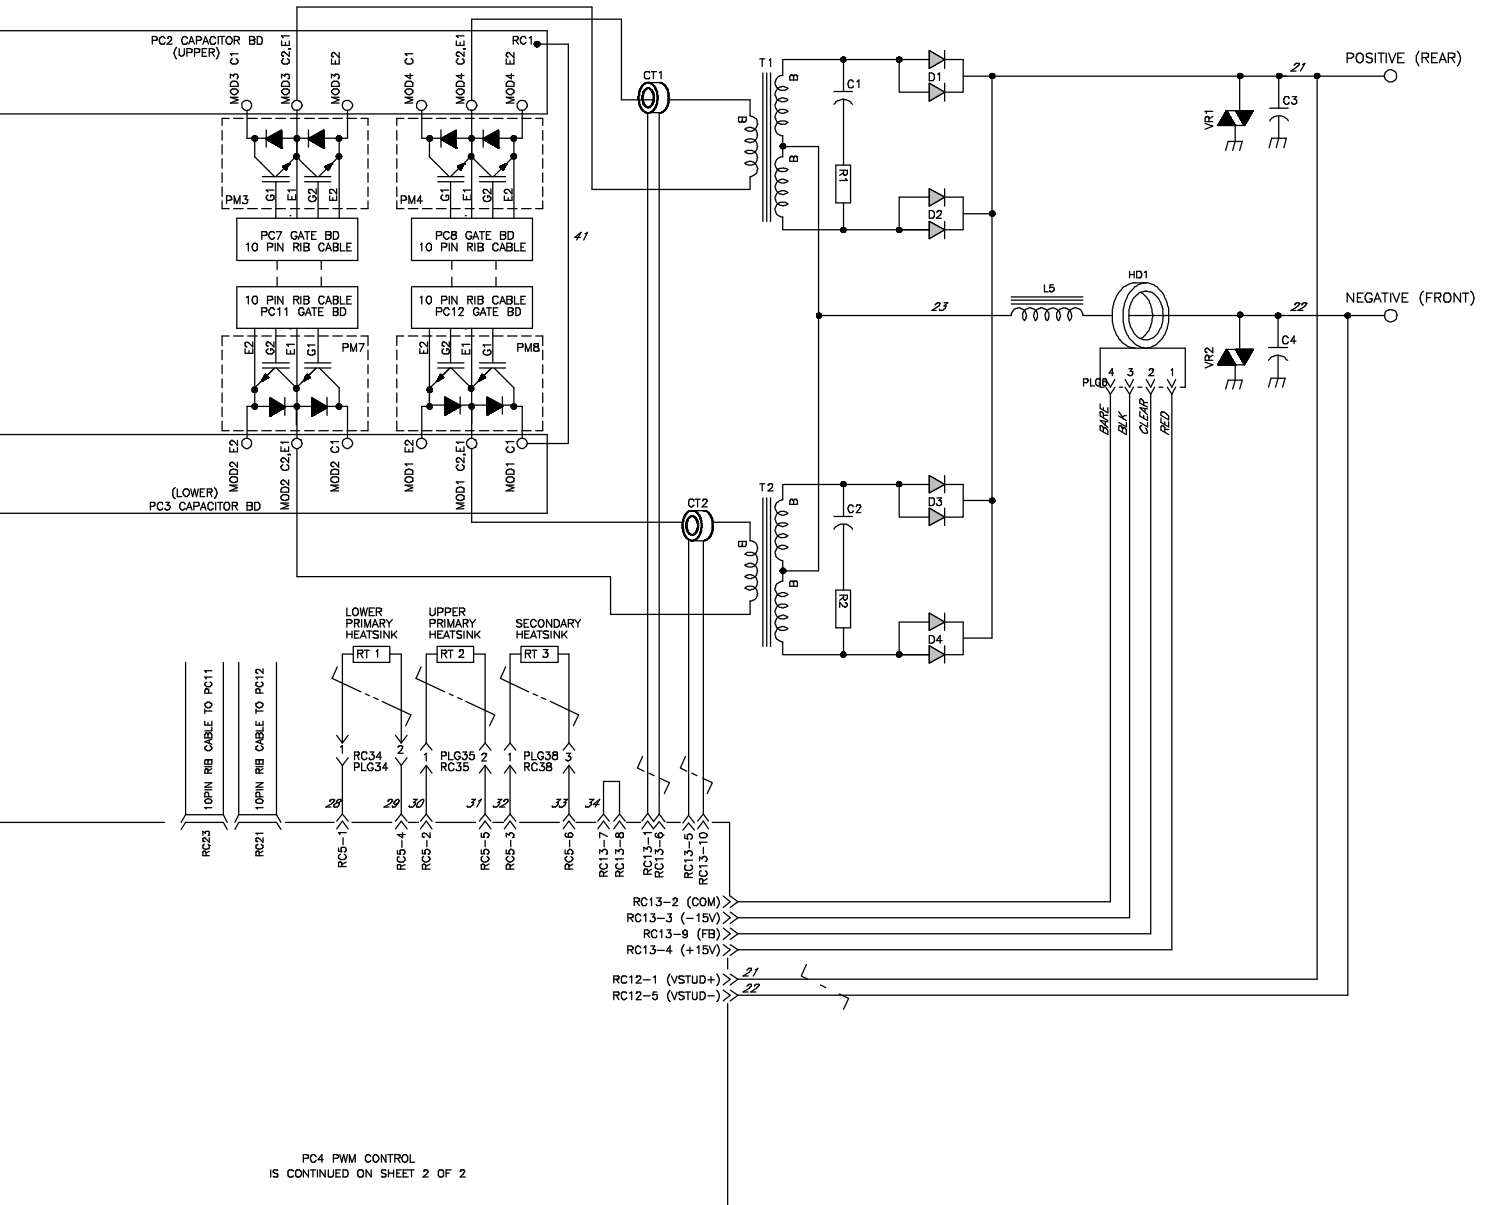 PC2 CAPACITOR BD
(UPPER)
MOD3 C1
MOD3 C2,E1
MOD3 E2
MOD4 C1
MOD4 C2,E1
MOD4 E2
RC1
CT1
T1
B
B
B
C1
R1
D1
D2
21
POSITIVE (REAR)
VR1
C3
PM3
G1
E1
G2
E2
PM4
G1
E1
G2
E2
PC7 GATE BD
10 PIN RIB CABLE
PC8 GATE BD
10 PIN RIB CABLE
41
10 PIN RIB CABLE
PC11 GATE BD
10 PIN RIB CABLE
PC12 GATE BD
E2
G2
E1
G1
PM7
E2
G2
E1
G1
PM8
23
L5
HD1
22
NEGATIVE (FRONT)
VR2
C4
PLG6
4
3
2
1
BARE
BLK
CLEAR
RED
MOD2 E2
MOD2 C2,E1
MOD2 C1
MOD1 E2
MOD1 C2,E1
MOD1 C1
(LOWER)
PC3 CAPACITOR BD
CT2
T2
B
B
B
C2
R2
D3
D4
LOWER
PRIMARY
HEATSINK
UPPER
PRIMARY
HEATSINK
SECONDARY
HEATSINK
RT 1
RT 2
RT 3
10PIN RIB CABLE TO PC11
10PIN RIB CABLE TO PC12
1
RC34
PLG34
2
1
PLG35
RC35
2
1
PLG38
RC38
3
28
29
30
31
32
33
34
RC23
RC21
RC5-1
RC5-4
RC5-2
RC5-5
RC5-3
RC5-6
RC13-7
RC13-8
RC13-1
RC13-6
RC13-5
RC13-10
RC13-2 (COM)
RC13-3 (-15V)
RC13-9 (FB)
RC13-4 (+15V)
RC12-1 (VSTUD+)
21
RC12-5 (VSTUD-)
22
PC4 PWM CONTROL
IS CONTINUED ON SHEET 2 OF 2